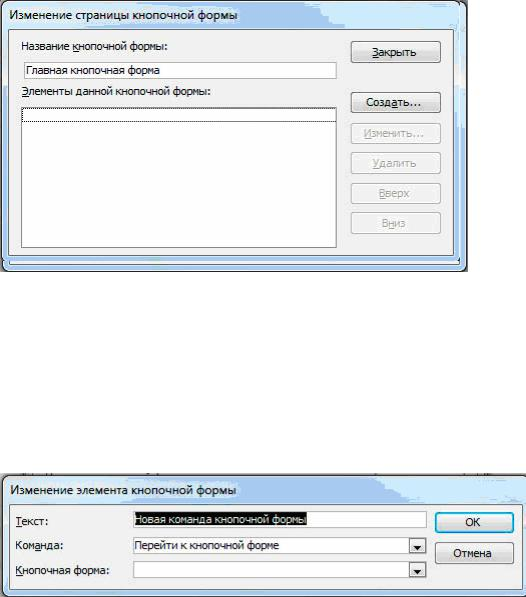 Изменение страницы кнопочной формы
Название кнопочной формы:
Закрыть
Главная кнопочная форма
Элементы данной кнопочной формы:
Создать...
Изменить...
Удалить
Вверх
Вниз
Изменение элемента кнопочной формы
Текст:
Новая команда кнопочной формы
OK
Команда:
Перейти к кнопочной форме
Отмена
Кнопочная форма: